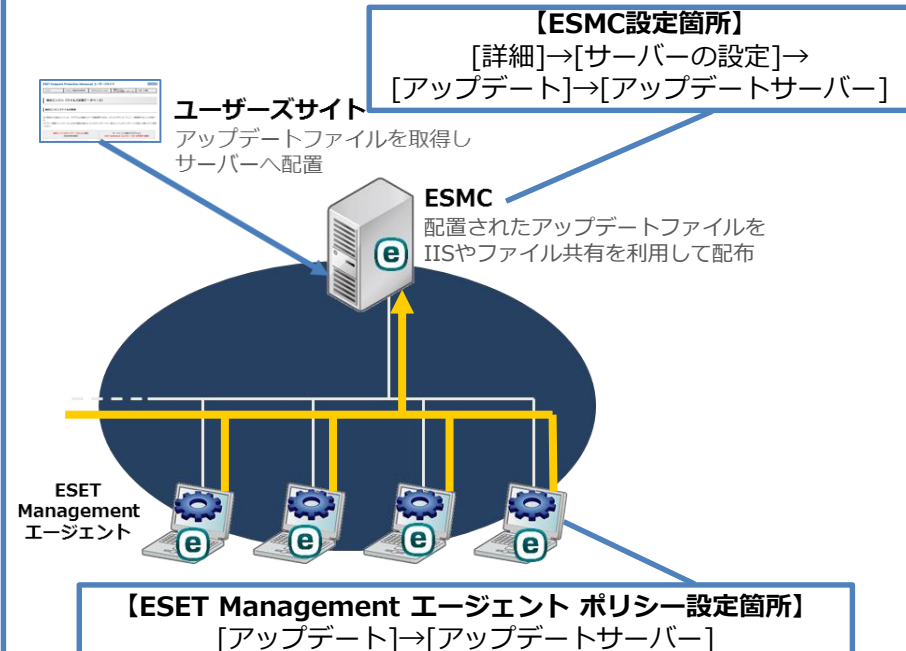 【ESMC設定箇所】
[詳細]→[サーバーの設定]→
[アップデート]→[アップデートサーバー]
ユーザーズサイト
アップデートファイルを取得し
サーバーへ配置
ESMC
配置されたアップデートファイルを
IISやファイル共有を利用して配布
ESET
Management
エージェント
【ESET Management エージェント ポリシー設定箇所】
[アップデート]→[アップデートサーバー]